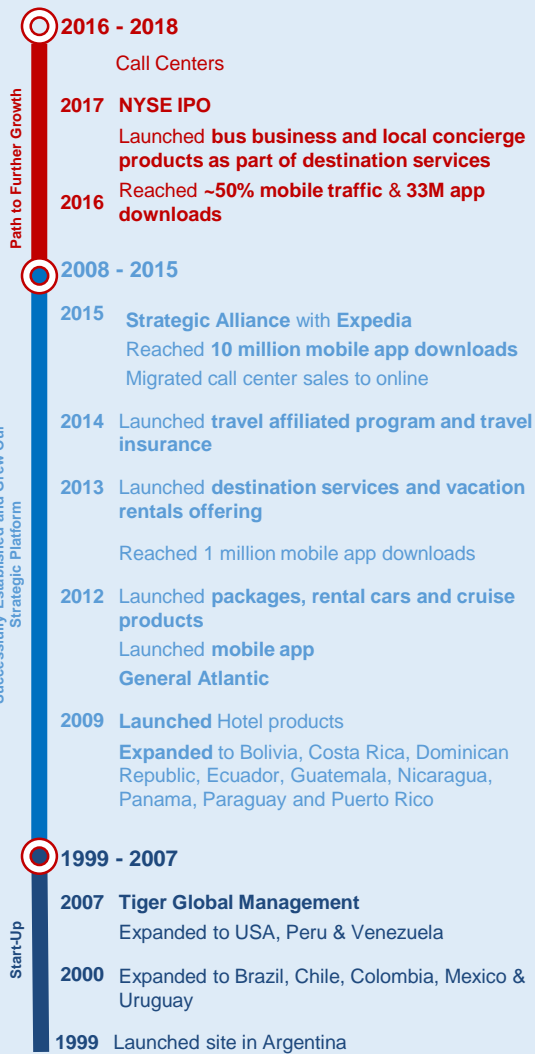 2016 - 2018
Call Centers
2017 NYSE IPO
Launched bus business and local concierge
products as part of destination services
2016 Reached ~50% mobile traffic & 33M app
downloads
Path to Further Growth
2008 - 2015
2015 Strategic Alliance with Expedia
Reached 10 million mobile app downloads
Migrated call center sales to online
2014 Launched travel affiliated program and travel
insurance
2013 Launched destination services and vacation
rentals offering
Reached 1 million mobile app downloads
2012 Launched packages, rental cars and cruise
products
Launched mobile app
General Atlantic
2009 Launched Hotel products
Expanded to Bolivia, Costa Rica, Dominican
Republic, Ecuador, Guatemala, Nicaragua,
Panama, Paraguay and Puerto Rico
Successfully Established and Grew Our
Strategic Platform
1999 - 2007
2007 Tiger Global Management
Expanded to USA, Peru & Venezuela
2000 Expanded to Brazil, Chile, Colombia, Mexico &
Uruguay
1999 Launched site in Argentina
Start-Up